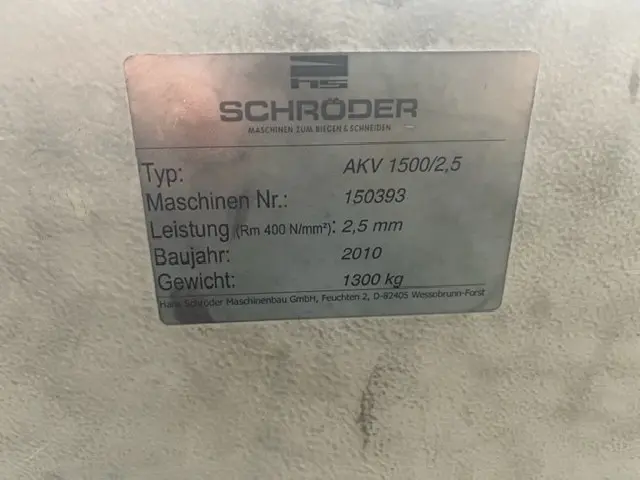 HS
SCHRÖDER
MASCHINEN ZUM BIEGEN & SCHNEIDEN
Typ: AKV 1500/2,5
Maschinen Nr.: 150393
Leistung (Rm 400 N/mm²): 2,5 mm
Baujahr: 2010
Gewicht: 1300 kg
Hans Schröder Maschinenbau GmbH, Feuchten 2, D-82405 Wessobrunn-Forst